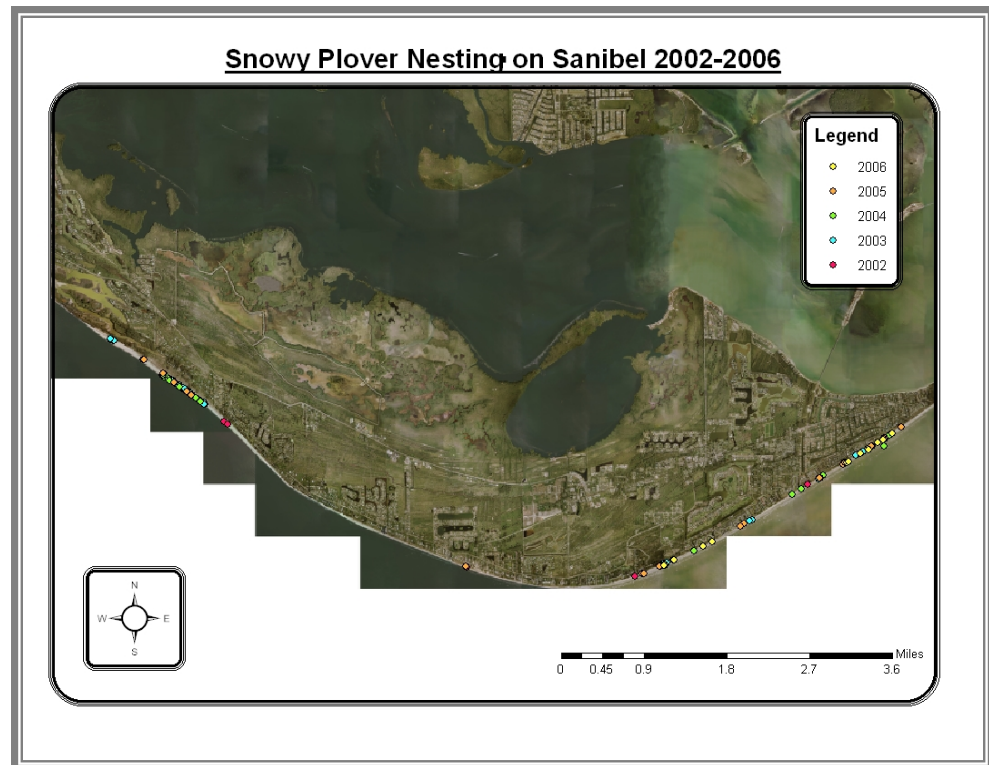 Snowy Plover Nesting on Sanibel 2002-2006
Legend
2006
2005
2004
2003
2002
N
W E
S
Miles
0 0.45 0.9 1.8 2.7 3.6